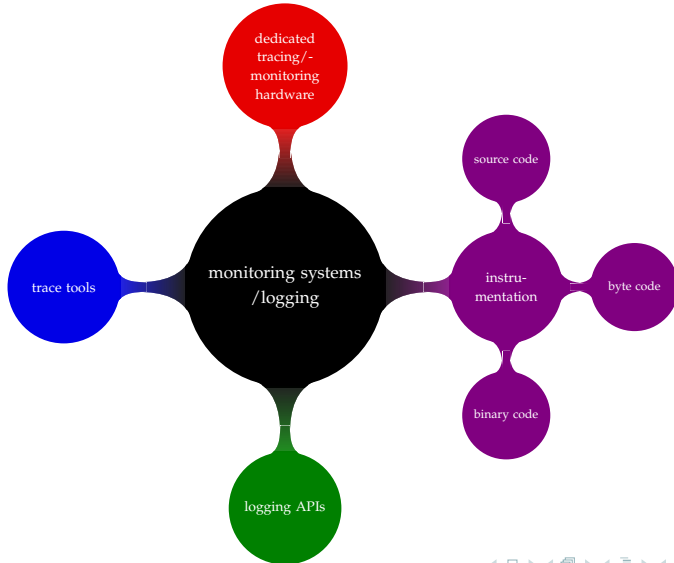 dedicated
tracing/-
monitoring
hardware
source code
trace tools
monitoring systems
/logging
instru-
mentation
byte code
binary code
logging APIs